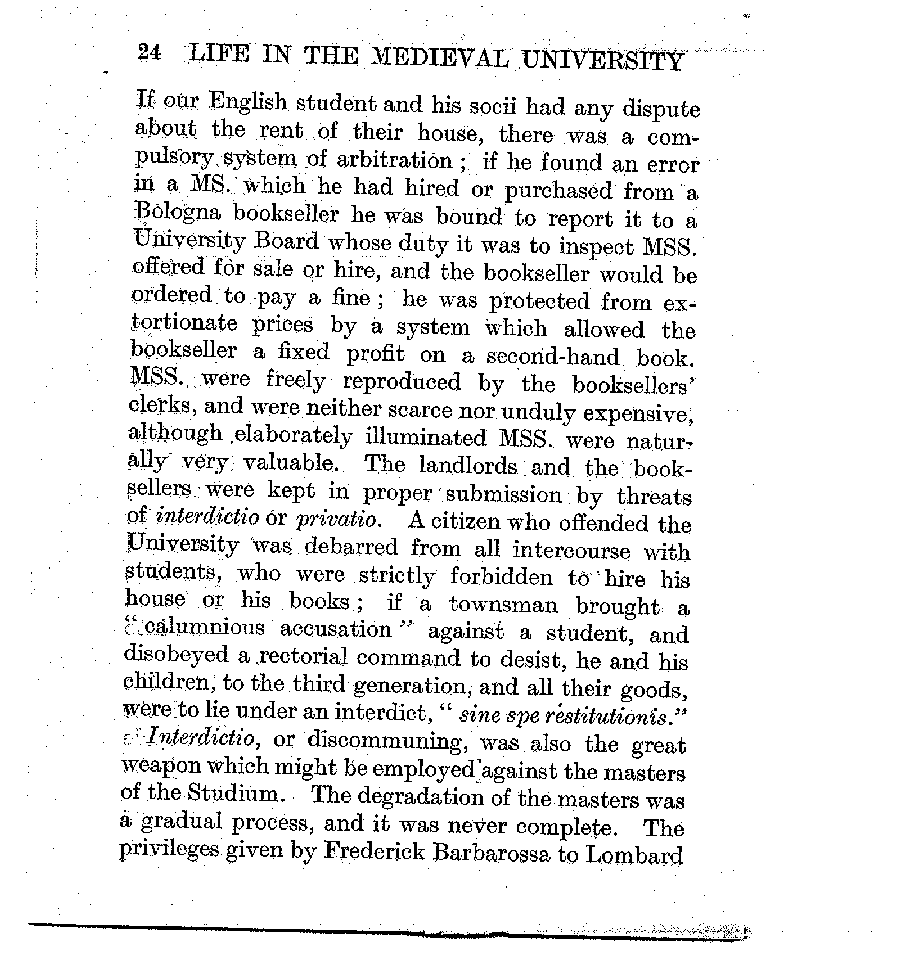 24 LIFE IN THE MEDIEVAL UNIVERSITY
If our English student and his socii had any dispute
about the rent of their house, there was a com-
pulsory system of arbitration ; if he found an error
in a MS. which he had hired or purchased from a
Bologna bookseller he was bound to report it to a
University Board whose duty it was to inspect MSS.
offered for sale or hire, and the bookseller would be
ordered to pay a fine ; he was protected from ex-
tortionate prices by a system which allowed the
bookseller a fixed profit on a second-hand book.
MSS. were freely reproduced by the booksellers'
clerks, and were neither scarce nor unduly expensive,
although elaborately illuminated MSS. were natur-
ally very valuable. The landlords and the book-
sellers were kept in proper submission by threats
of interdictio or privatio. A citizen who offended the
University was debarred from all intercourse with
students, who were strictly forbidden to hire his
house or his books ; if a townsman brought a
“ calumnious accusation ” against a student, and
disobeyed a rectorial command to desist, he and his
children, to the third generation, and all their goods,
were to lie under an interdict, “ sine spe restitutionis.”
Interdictio, or discommuning, was also the great
weapon which might be employed against the masters
of the Studium. The degradation of the masters was
a gradual process, and it was never complete. The
privileges given by Frederick Barbarossa to Lombard